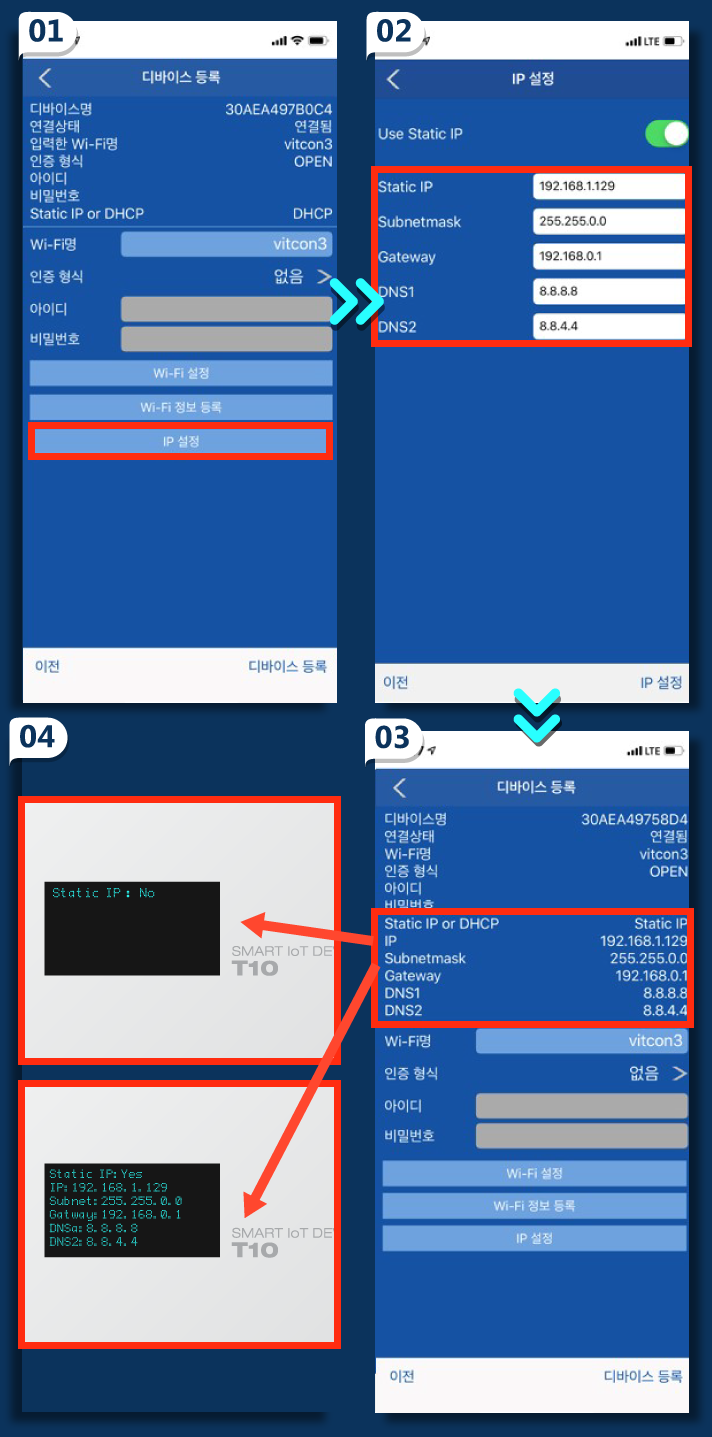 01
디바이스 등록
디바이스명 30AEA497B0C4
연결상태 연결됨
입력한 Wi-Fi명 vitcon3
인증 형식 OPEN
아이디
비밀번호
Static IP or DHCP DHCP
Wi-Fi명 vitcon3
인증 형식 없음
아이디
비밀번호
Wi-Fi 설정
Wi-Fi 정보 등록
IP 설정
이전 디바이스 등록
02
LTE
IP 설정
Use Static IP
Static IP 192.168.1.129
Subnetmask 255.255.0.0
Gateway 192.168.0.1
DNS1 8.8.8.8
DNS2 8.8.4.4
이전 IP 설정
03
LTE
디바이스 등록
디바이스명 30AEA49758D4
연결상태 연결됨
Wi-Fi명 vitcon3
인증 형식 OPEN
아이디
비밀번호
Static IP or DHCP Static IP
IP 192.168.1.129
Subnetmask 255.255.0.0
Gateway 192.168.0.1
DNS1 8.8.8.8
DNS2 8.8.4.4
Wi-Fi명 vitcon3
인증 형식 없음
아이디
비밀번호
Wi-Fi 설정
Wi-Fi 정보 등록
IP 설정
이전 디바이스 등록
04
Static IP: No
SMART IoT DE
T10
Static IP:Yes
IP:192.168.1.129
Subnet:255.255.0.0
Gatway:192.168.0.1
DNSa:8.8.8.8
DNS2:8.8.4.4
SMART IoT DE
T10